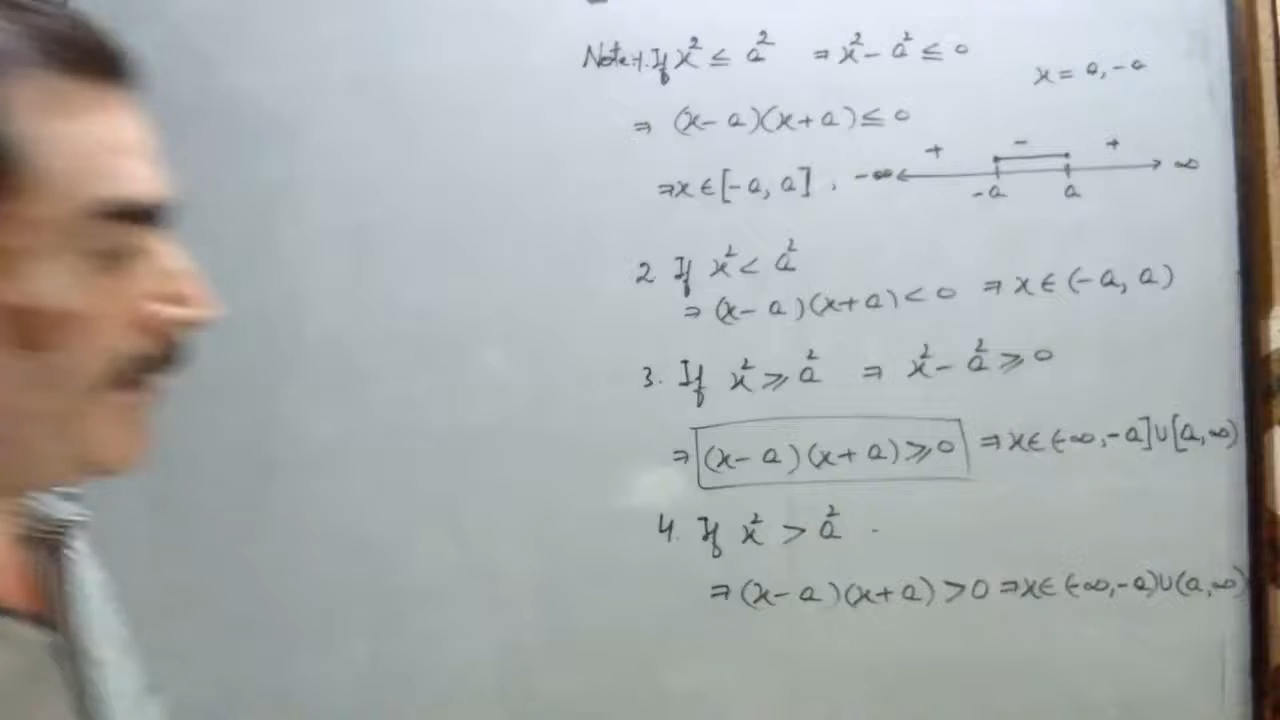 Note:-1. If x² ≤ a² ⇒ x² - a² ≤ 0
x = a, -a
⇒ (x - a)(x + a) ≤ 0
⇒ x ∈ [-a, a] .
-∞ + - + ∞
-a a
2 If x² < a²
⇒ (x - a)(x + a) < 0 ⇒ x ∈ (-a, a)
3. If x² ≥ a² ⇒ x² - a² ≥ 0
⇒ (x - a)(x + a) ≥ 0 ⇒ x ∈ (-∞, -a] ∪ [a, ∞)
4. If x² > a² .
⇒ (x - a)(x + a) > 0 ⇒ x ∈ (-∞, -a) ∪ (a, ∞)